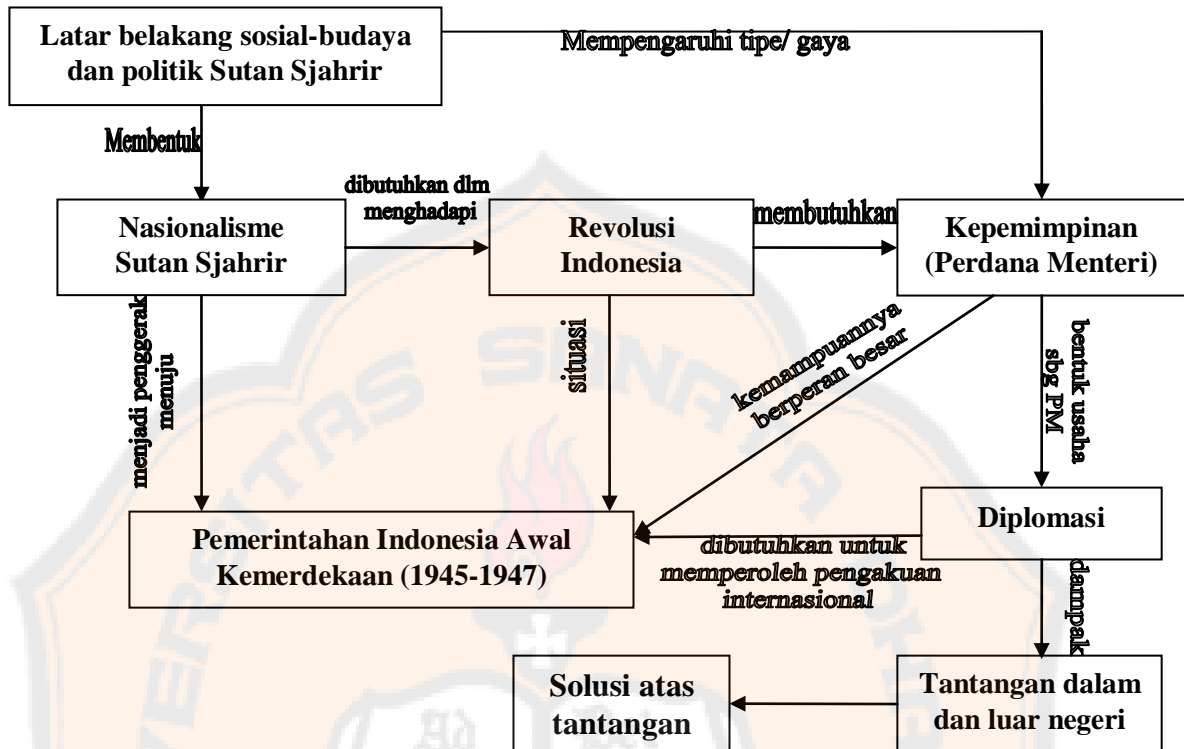 Latar belakang sosial-budaya
dan politik Sutan Sjahrir
Mempengaruhi tipe/ gaya
Membentuk
dibutuhkan dlm
menghadapi
membutuhkan
Nasionalisme
Sutan Sjahrir
Revolusi
Indonesia
Kepemimpinan
(Perdana Menteri)
menjadi penggerak
menuju
situasi
kemampuannya
berperan besar
bentuk usaha
sbg PM
Pemerintahan Indonesia Awal
Kemerdekaan (1945-1947)
Diplomasi
dibutuhkan untuk
memperoleh pengakuan
internasional
dampak
Solusi atas
tantangan
Tantangan dalam
dan luar negeri
Ad